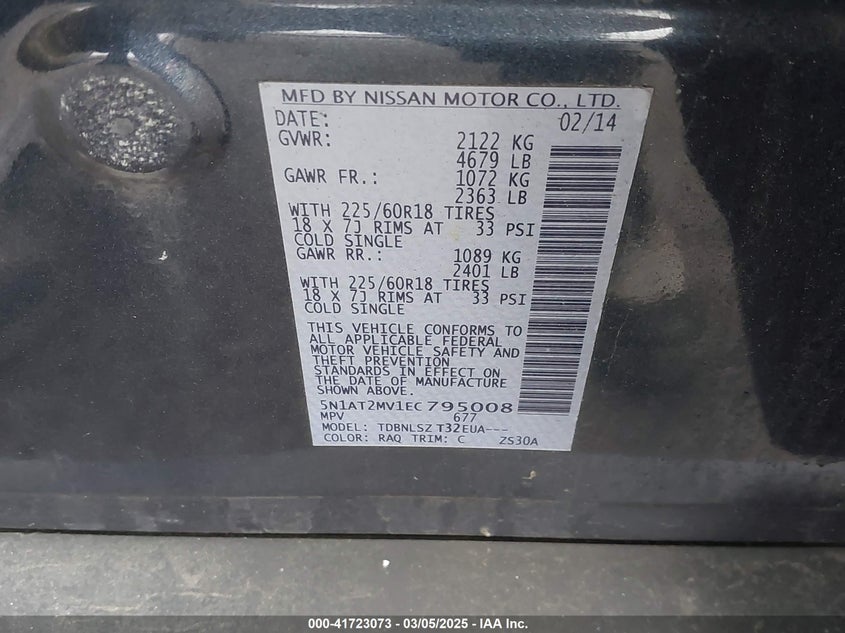 MFD BY NISSAN MOTOR CO., LTD.
DATE: 02/14
GVWR: 2122 KG
4679 LB
GAWR FR.: 1072 KG
2363 LB
WITH 225/60R18 TIRES
18 X 7J RIMS AT 33 PSI
COLD SINGLE
GAWR RR.: 1089 KG
2401 LB
WITH 225/60R18 TIRES
18 X 7J RIMS AT 33 PSI
COLD SINGLE
THIS VEHICLE CONFORMS TO
ALL APPLICABLE FEDERAL
MOTOR VEHICLE SAFETY AND
THEFT PREVENTION
STANDARDS IN EFFECT ON
THE DATE OF MANUFACTURE
SHOWN ABOVE.
5N1AT2MV1EC795008
MPV 677
MODEL: TDBNLSZ T32EUA---
COLOR: RAQ TRIM: C ZS30A
000-41723073 - 03/05/2025 - IAA Inc.